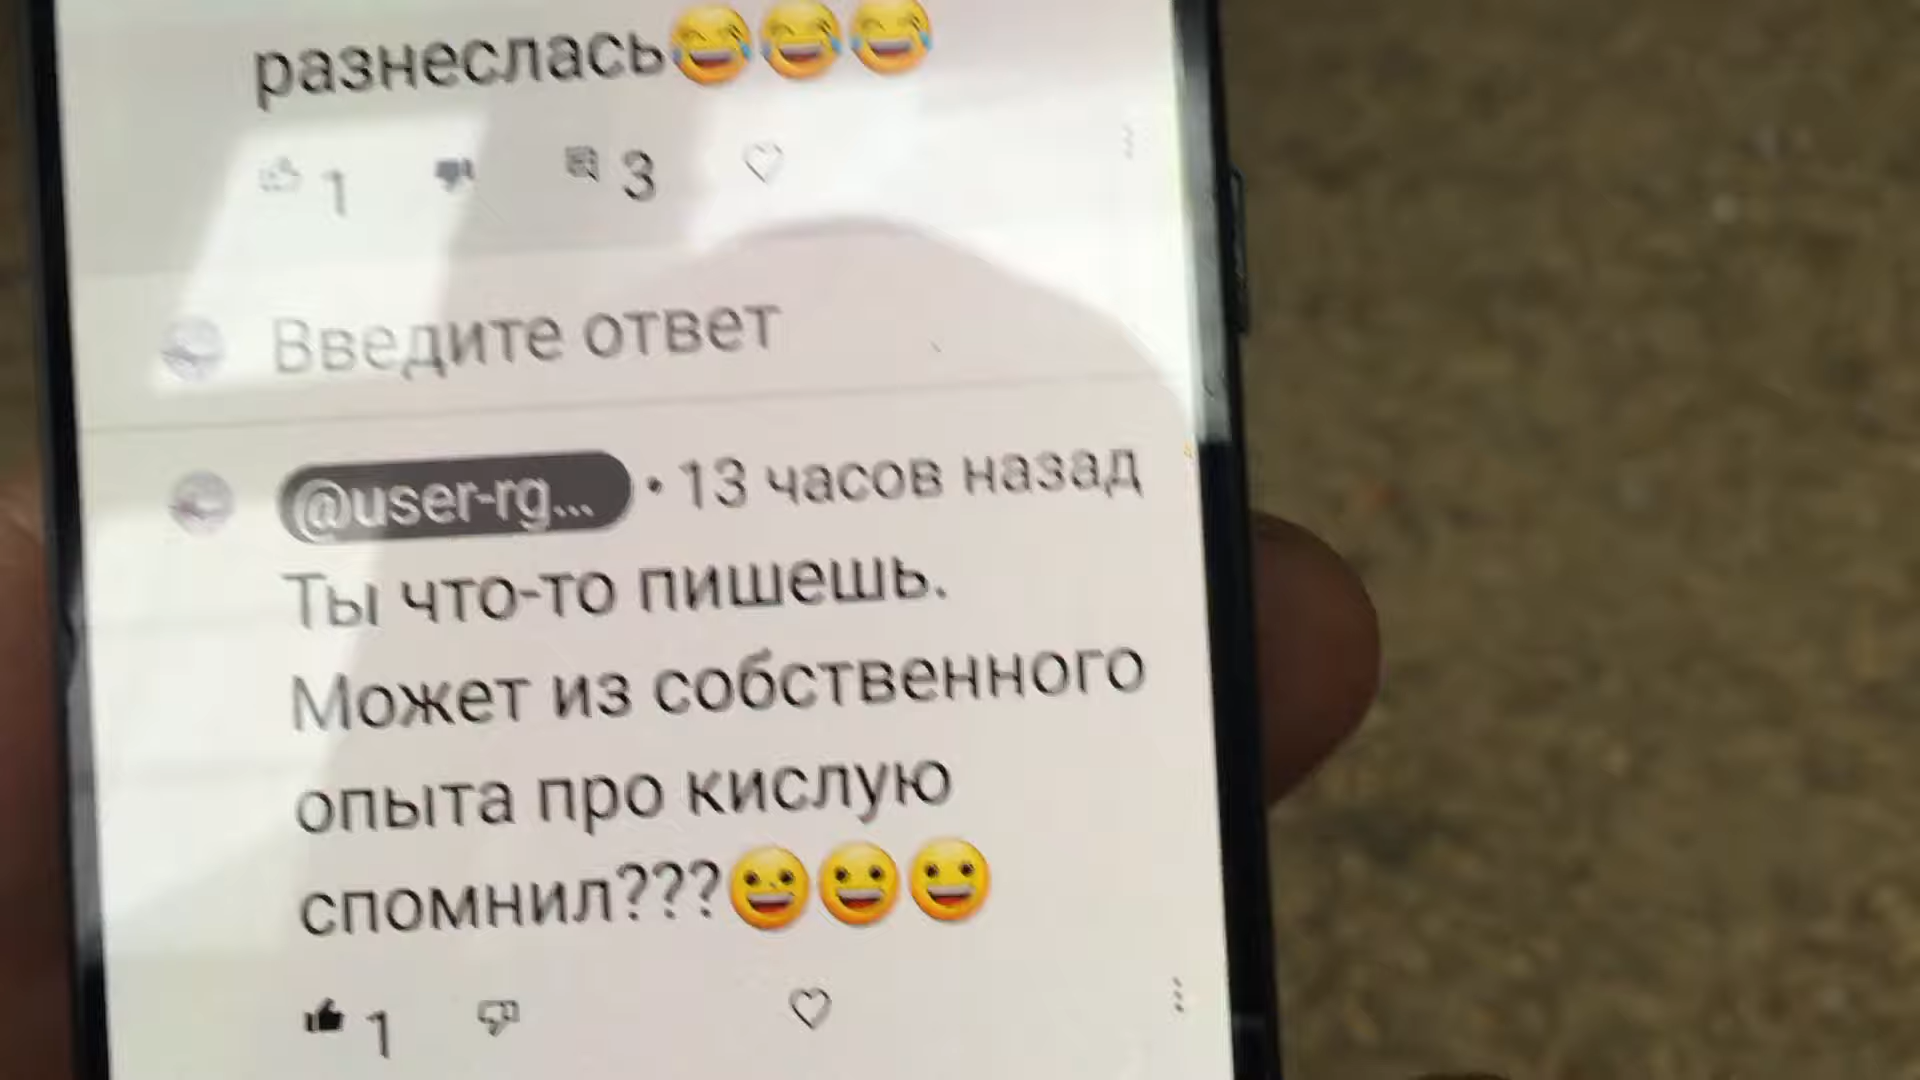 разнеслась😂😂😂
1 3
Введите ответ
@user-rg... • 13 часов назад
Ты что-то пишешь.
Может из собственного
опыта про кислую
спомнил???😀😀😀
1